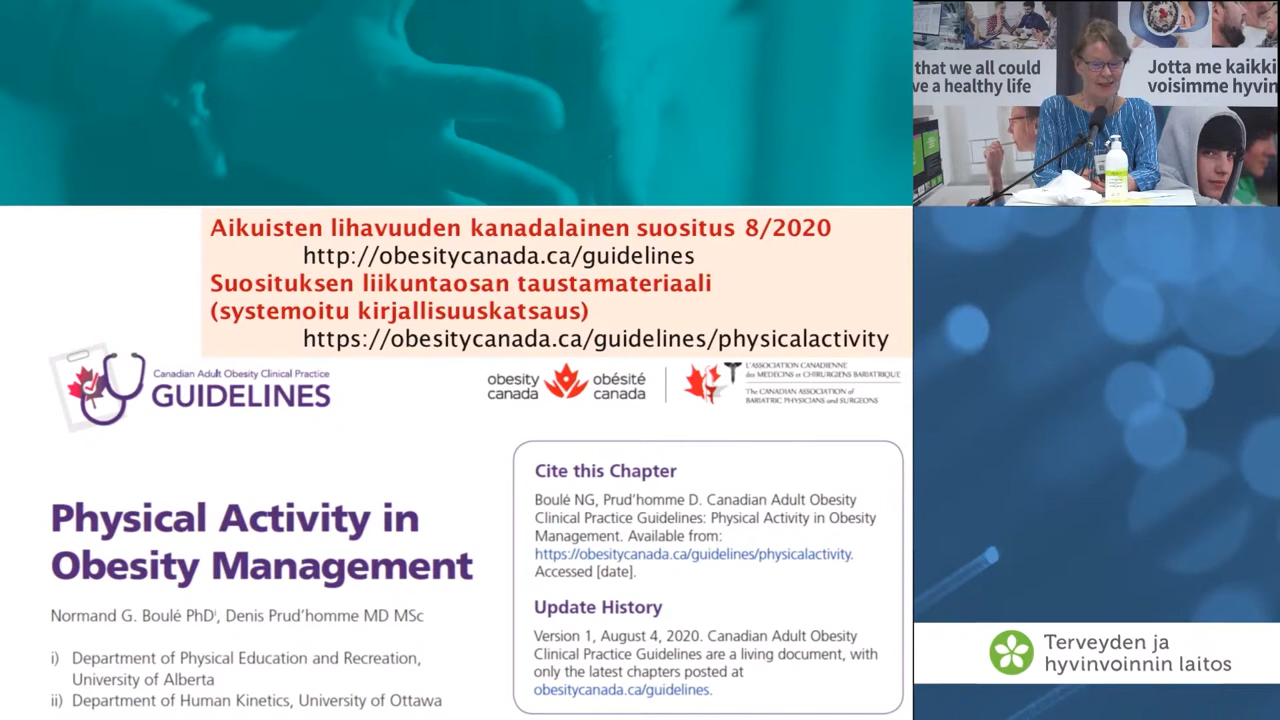 that we all could
ve a healthy life
Jotta me kaikki
voisimme hyvin
Aikuisten lihavuuden kanadalainen suositus 8/2020
http://obesitycanada.ca/guidelines
Suosituksen liikuntaosan taustamateriaali
(systemoitu kirjallisuuskatsaus)
https://obesitycanada.ca/guidelines/physicalactivity
Canadian Adult Obesity Clinical Practice
GUIDELINES
obesity
canada
obésité
canada
L'ASSOCIATION CANADIENNE
des MEDECINS et CHIRURGIENS BARIATRIQUE
The CANADIAN ASSOCIATION of
BARIATRIC PHYSICIANS and SURGEONS
Physical Activity in
Obesity Management
Normand G. Boulé PhDⁱ, Denis Prud'homme MD MSc
i) Department of Physical Education and Recreation,
University of Alberta
ii) Department of Human Kinetics, University of Ottawa
Cite this Chapter
Boulé NG, Prud'homme D. Canadian Adult Obesity
Clinical Practice Guidelines: Physical Activity in Obesity
Management. Available from:
https://obesitycanada.ca/guidelines/physicalactivity.
Accessed [date].
Update History
Version 1, August 4, 2020. Canadian Adult Obesity
Clinical Practice Guidelines are a living document, with
only the latest chapters posted at
obesitycanada.ca/guidelines.
Terveyden ja
hyvinvoinnin laitos